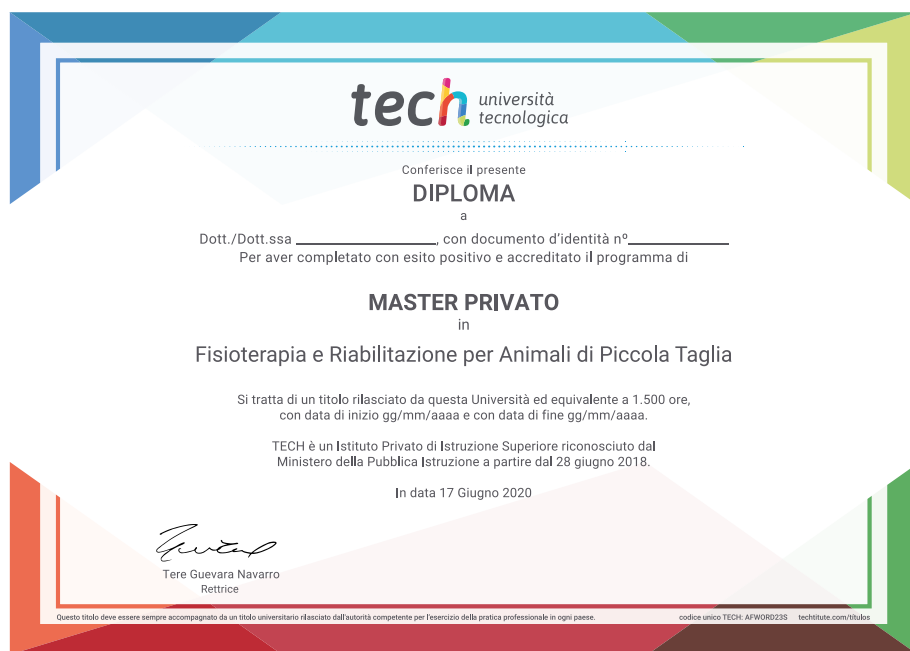 tech università
tecnologica
Conferisce il presente
DIPLOMA
a
Dott./Dott.ssa ____________________, con documento d'identità nº______________
Per aver completato con esito positivo e accreditato il programma di
MASTER PRIVATO
in
Fisioterapia e Riabilitazione per Animali di Piccola Taglia
Si tratta di un titolo rilasciato da questa Università ed equivalente a 1.500 ore,
con data di inizio gg/mm/aaaa e con data di fine gg/mm/aaaa.
TECH è un Istituto Privato di Istruzione Superiore riconosciuto dal
Ministero della Pubblica Istruzione a partire dal 28 giugno 2018.
In data 17 Giugno 2020
Tere Guevara Navarro
Rettrice
Questo titolo deve essere sempre accompagnato da un titolo universitario rilasciato dall'autorità competente per l'esercizio della pratica professionale in ogni paese. codice unico TECH: AFWORD23S techtitute.com/titulos